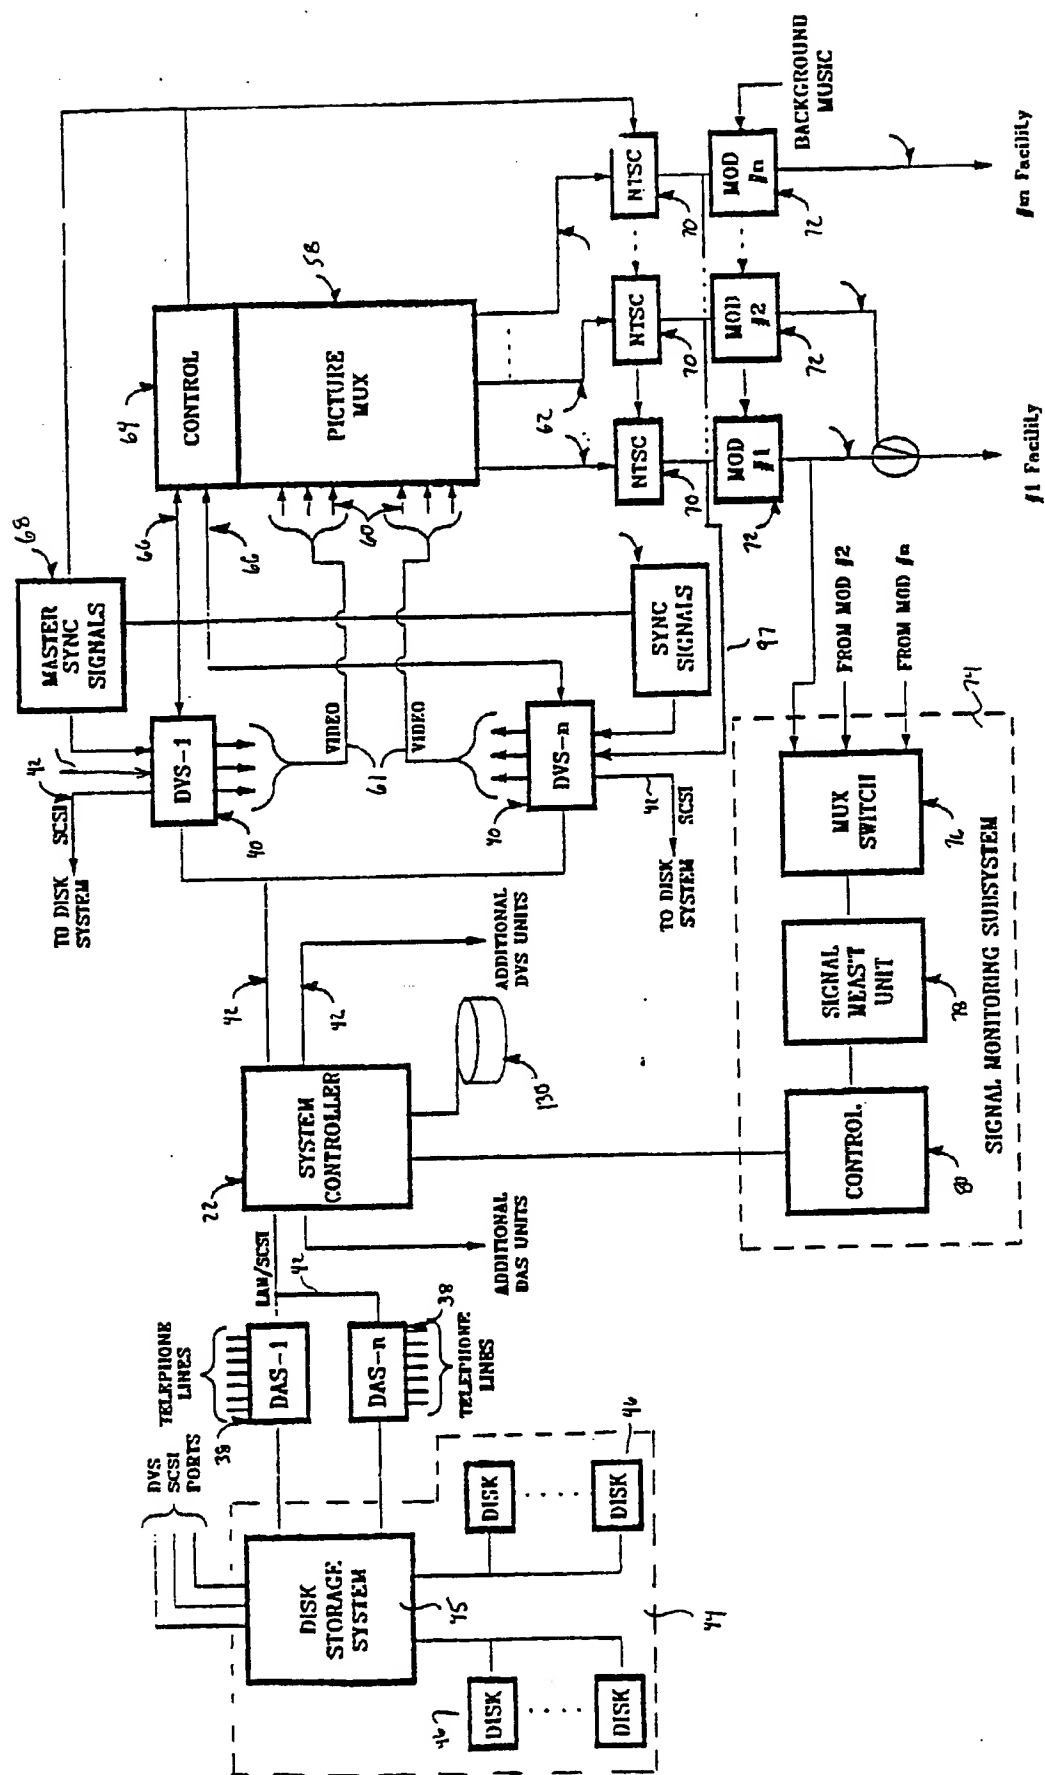 DVS
SCSI
PORTS
DISK
STORAGE
SYSTEM
45
DISK
46
DISK
DISK
DISK
46
44
TELEPHONE
LINES
38
DAS-1
DAS-n
38
TELEPHONE
LINES
LAN/SCSI
42
22
SYSTEM
CONTROLLER
ADDITIONAL
DAS UNITS
130
42
42
ADDITIONAL
DVS UNITS
TO DISK
SYSTEM
SCSI
42
DVS-1
40
MASTER
SYNC
SIGNALS
68
VIDEO
61
VIDEO
40
DVS-n
42
SCSI
TO DISK
SYSTEM
SYNC
SIGNALS
97
66
66
64
CONTROL
PICTURE
MUX
58
60
62
NTSC
NTSC
NTSC
70
70
70
MOD
#1
MOD
#2
MOD
#n
72
72
72
BACKGROUND
MUSIC
#1 Facility
#m Facility
FROM MOD #2
FROM MOD #n
74
MUX
SWITCH
76
SIGNAL
MEAS'T
UNIT
78
CONTROL
80
SIGNAL MONITORING SUBSYSTEM